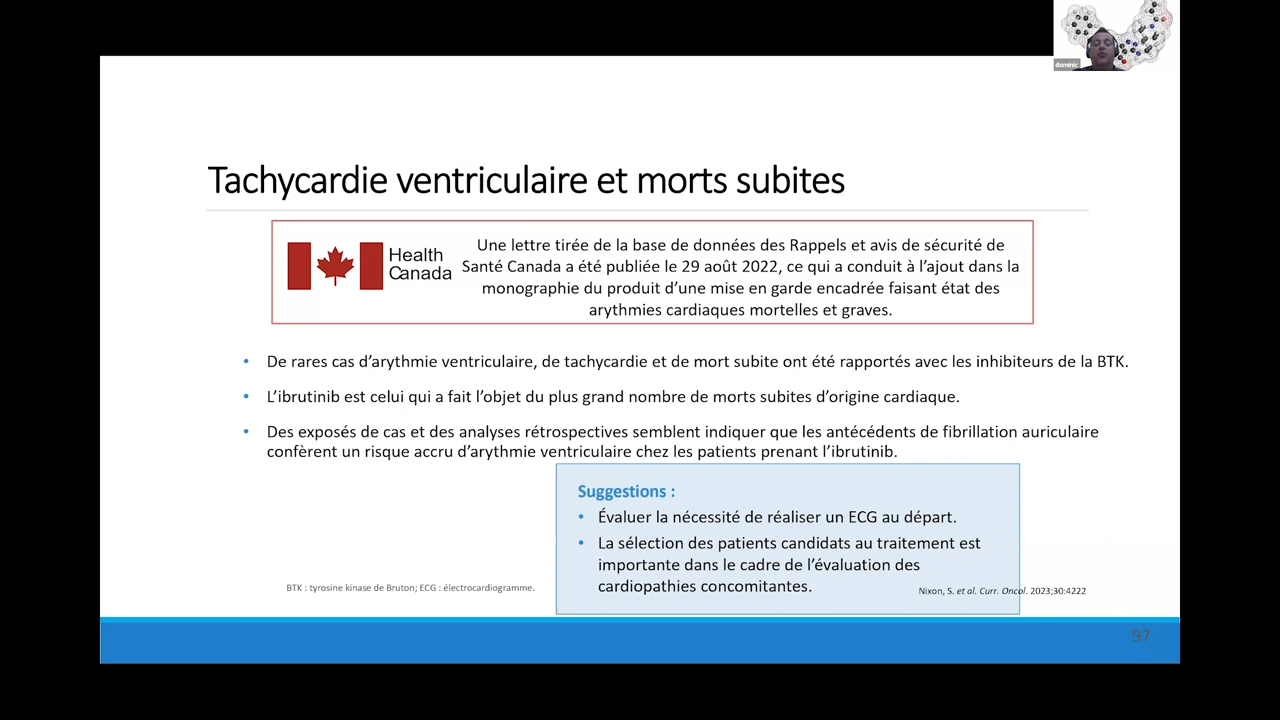 dominic
Tachycardie ventriculaire et morts subites
Health
Canada
Une lettre tirée de la base de données des Rappels et avis de sécurité de
Santé Canada a été publiée le 29 août 2022, ce qui a conduit à l’ajout dans la
monographie du produit d’une mise en garde encadrée faisant état des
arythmies cardiaques mortelles et graves.
• De rares cas d’arythmie ventriculaire, de tachycardie et de mort subite ont été rapportés avec les inhibiteurs de la BTK.
• L’ibrutinib est celui qui a fait l’objet du plus grand nombre de morts subites d’origine cardiaque.
• Des exposés de cas et des analyses rétrospectives semblent indiquer que les antécédents de fibrillation auriculaire
confèrent un risque accru d’arythmie ventriculaire chez les patients prenant l’ibrutinib.
Suggestions :
• Évaluer la nécessité de réaliser un ECG au départ.
• La sélection des patients candidats au traitement est
importante dans le cadre de l’évaluation des
cardiopathies concomitantes.
BTK : tyrosine kinase de Bruton; ECG : électrocardiogramme.
Nixon, S. et al. Curr. Oncol. 2023;30:4222
97